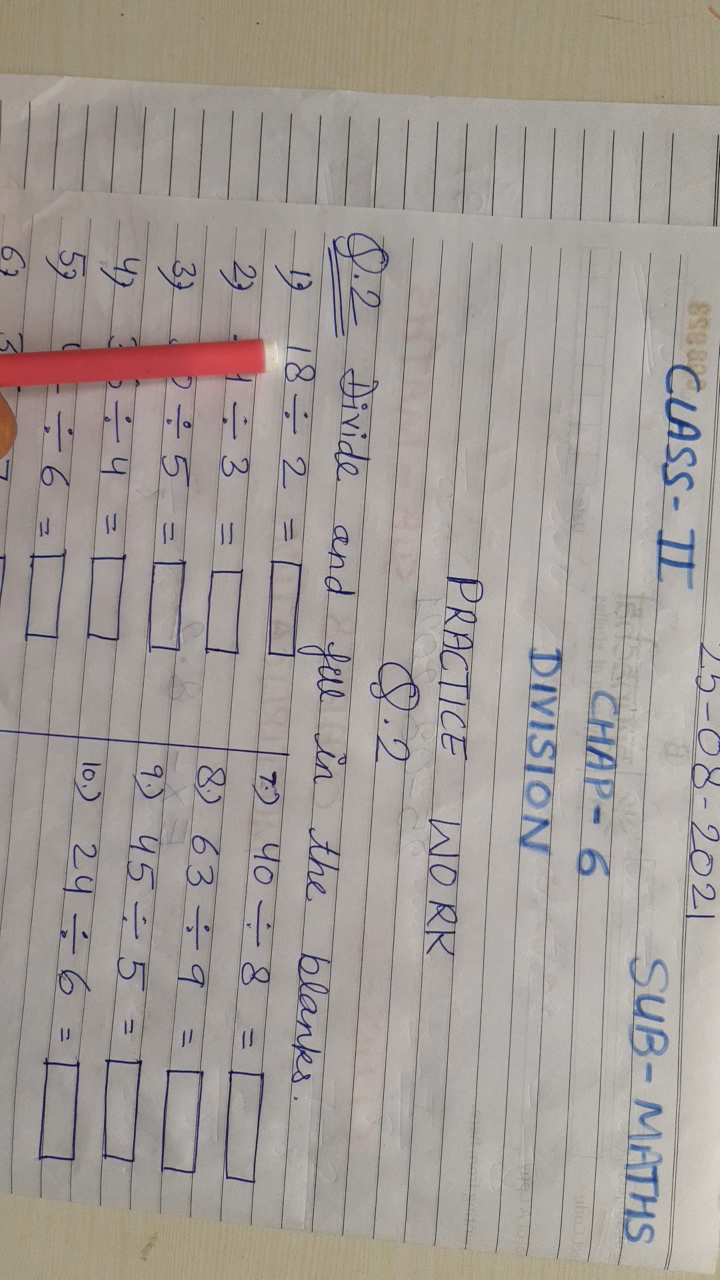 25-08-2021
CLASS-II SUB-MATHS
CHAP-6
DIVISION
PRACTICE WORK
Q.2
Q.2 Divide and fill in the blanks.
1) 18 ÷ 2 =
2) ÷ 3 =
3) ÷ 5 =
4) ÷ 4 =
5) ÷ 6 =
6)
7.) 40 ÷ 8 =
8.) 63 ÷ 9 =
9.) 45 ÷ 5 =
10.) 24 ÷ 6 =